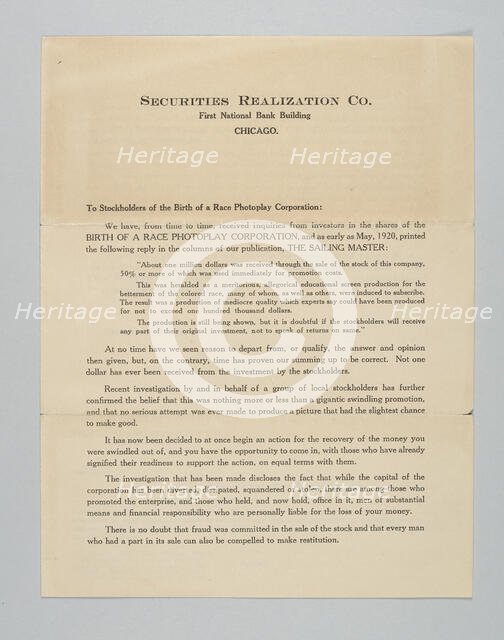 SECURITIES REALIZATION CO.
First National Bank Building
CHICAGO.
To Stockholders of the Birth of a Race Photoplay Corporation:
We have, from time to time, received inquiries from investors in the shares of the
BIRTH OF A RACE PHOTOPLAY CORPORATION, and as early as May, 1920, printed
the following reply in the columns of our publication, THE SAILING MASTER:
"About one million dollars was received through the sale of the stock of this company,
50% or more of which was used immediately for promotion costs.
This was heralded as a meritorious, historical educational screen production for the
betterment of the colored race, many of whom, as well as others, were induced to subscribe.
The result was a production of mediocre quality which experts say could have been produced
for not to exceed one hundred thousand dollars.
The production is still being shown, but it is doubtful if the stockholders will receive
any part of their original investment, not to speak of returns on same."
At no time have we seen reason to depart from, or qualify, the answer and opinion
then given, but, on the contrary, time has proven our summing up to be correct. Not one
dollar has ever been received from the investment by the stockholders.
Recent investigation by and in behalf of a group of local stockholders has further
confirmed the belief that this was nothing more or less than a gigantic swindling promotion,
and that no serious attempt was ever made to produce a picture that had the slightest chance
to make good.
It has now been decided to at once begin an action for the recovery of the money you
were swindled out of, and you have the opportunity to come in, with those who have already
signified their readiness to support the action, on equal terms with them.
The investigation that has been made discloses the fact that while the capital of the
corporation has been diverted, wasted, squandered or stolen, there are among those who
promoted the enterprise, and those who held, and now hold, office in it, men of substantial
means and financial responsibility who are personally liable for the loss of your money.
There is no doubt that fraud was committed in the sale of the stock and that every man
who had a part in its sale can also be compelled to make restitution.
Heritage Heritage
Heritage Heritage
Heritage Heritage